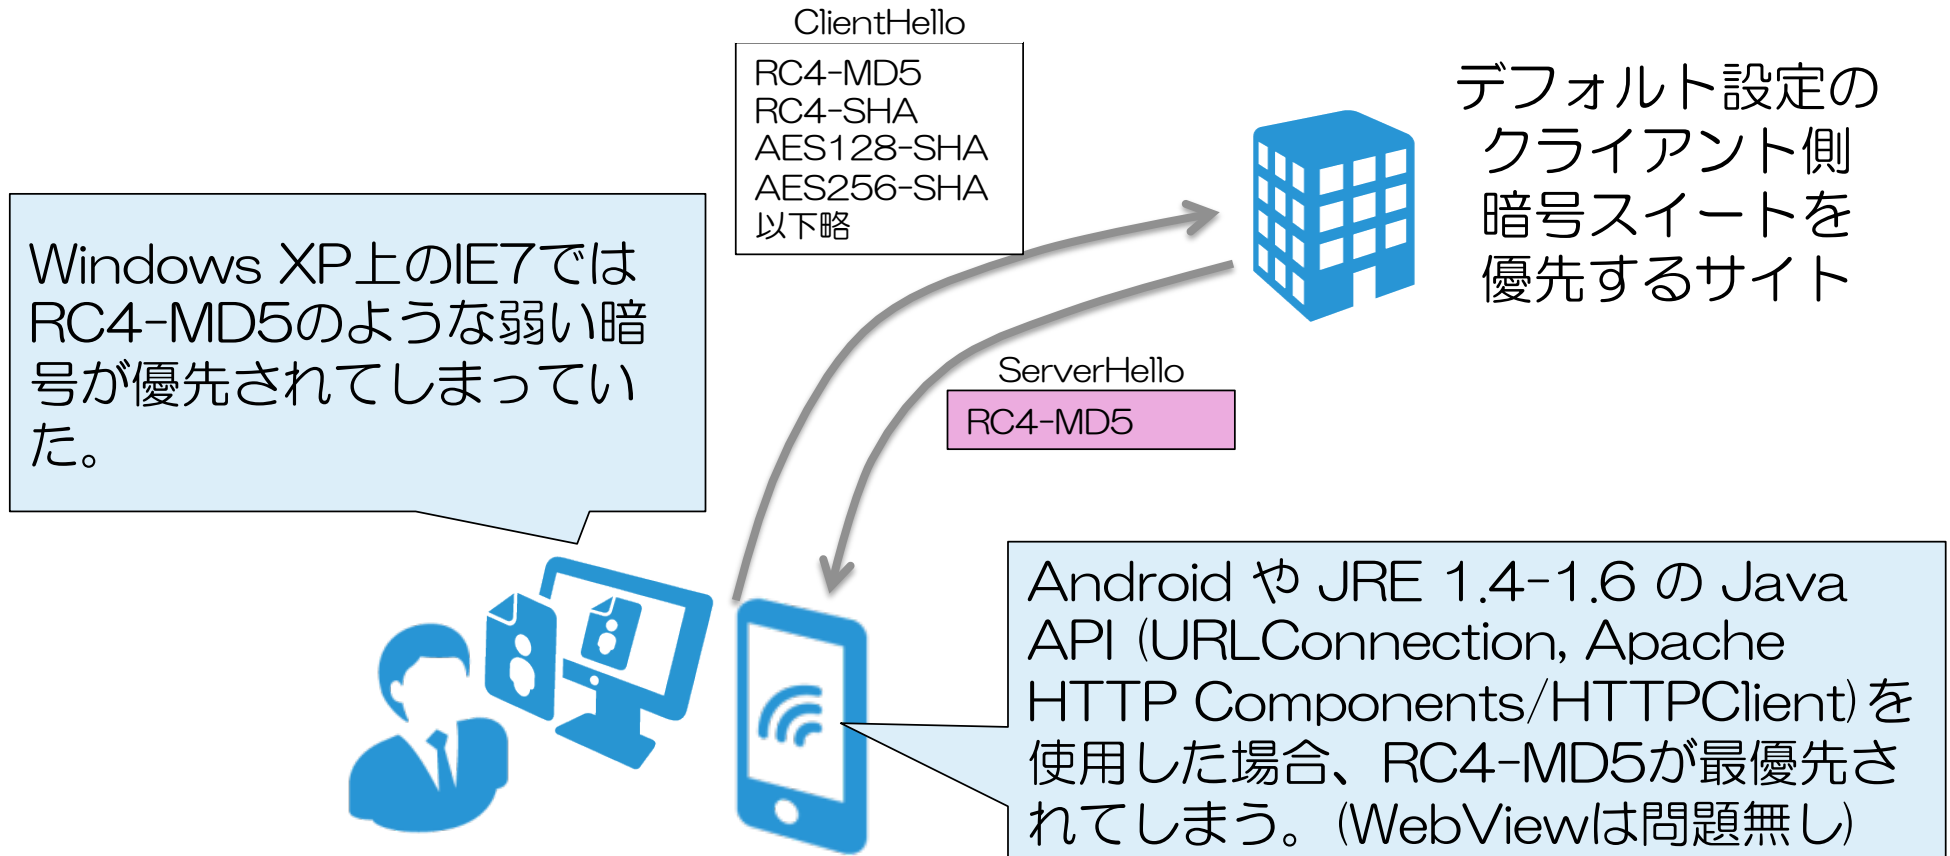 ClientHello
RC4-MD5
RC4-SHA
AES128-SHA
AES256-SHA
以下略
デフォルト設定の
クライアント側
暗号スイートを
優先するサイト
Windows XP上のIE7では
RC4-MD5のような弱い暗
号が優先されてしまってい
た。
ServerHello
RC4-MD5
Android や JRE 1.4-1.6 の Java
API (URLConnection, Apache
HTTP Components/HTTPClient)を
使用した場合、RC4-MD5が最優先さ
れてしまう。(WebViewは問題無し)